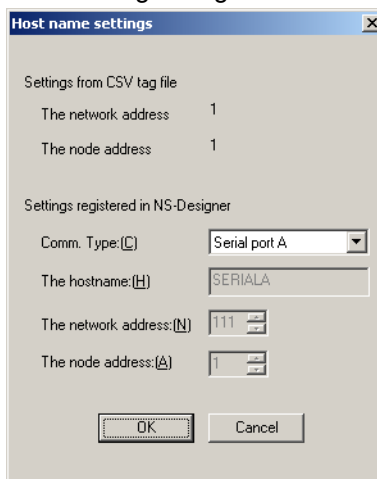 Host name settings
Settings from CSV tag file
The network address 1
The node address 1
Settings registered in NS-Designer
Comm. Type:(C) Serial port A
The hostname:(H) SERIALA
The network address:(N) 111
The node address:(A) 1
OK Cancel